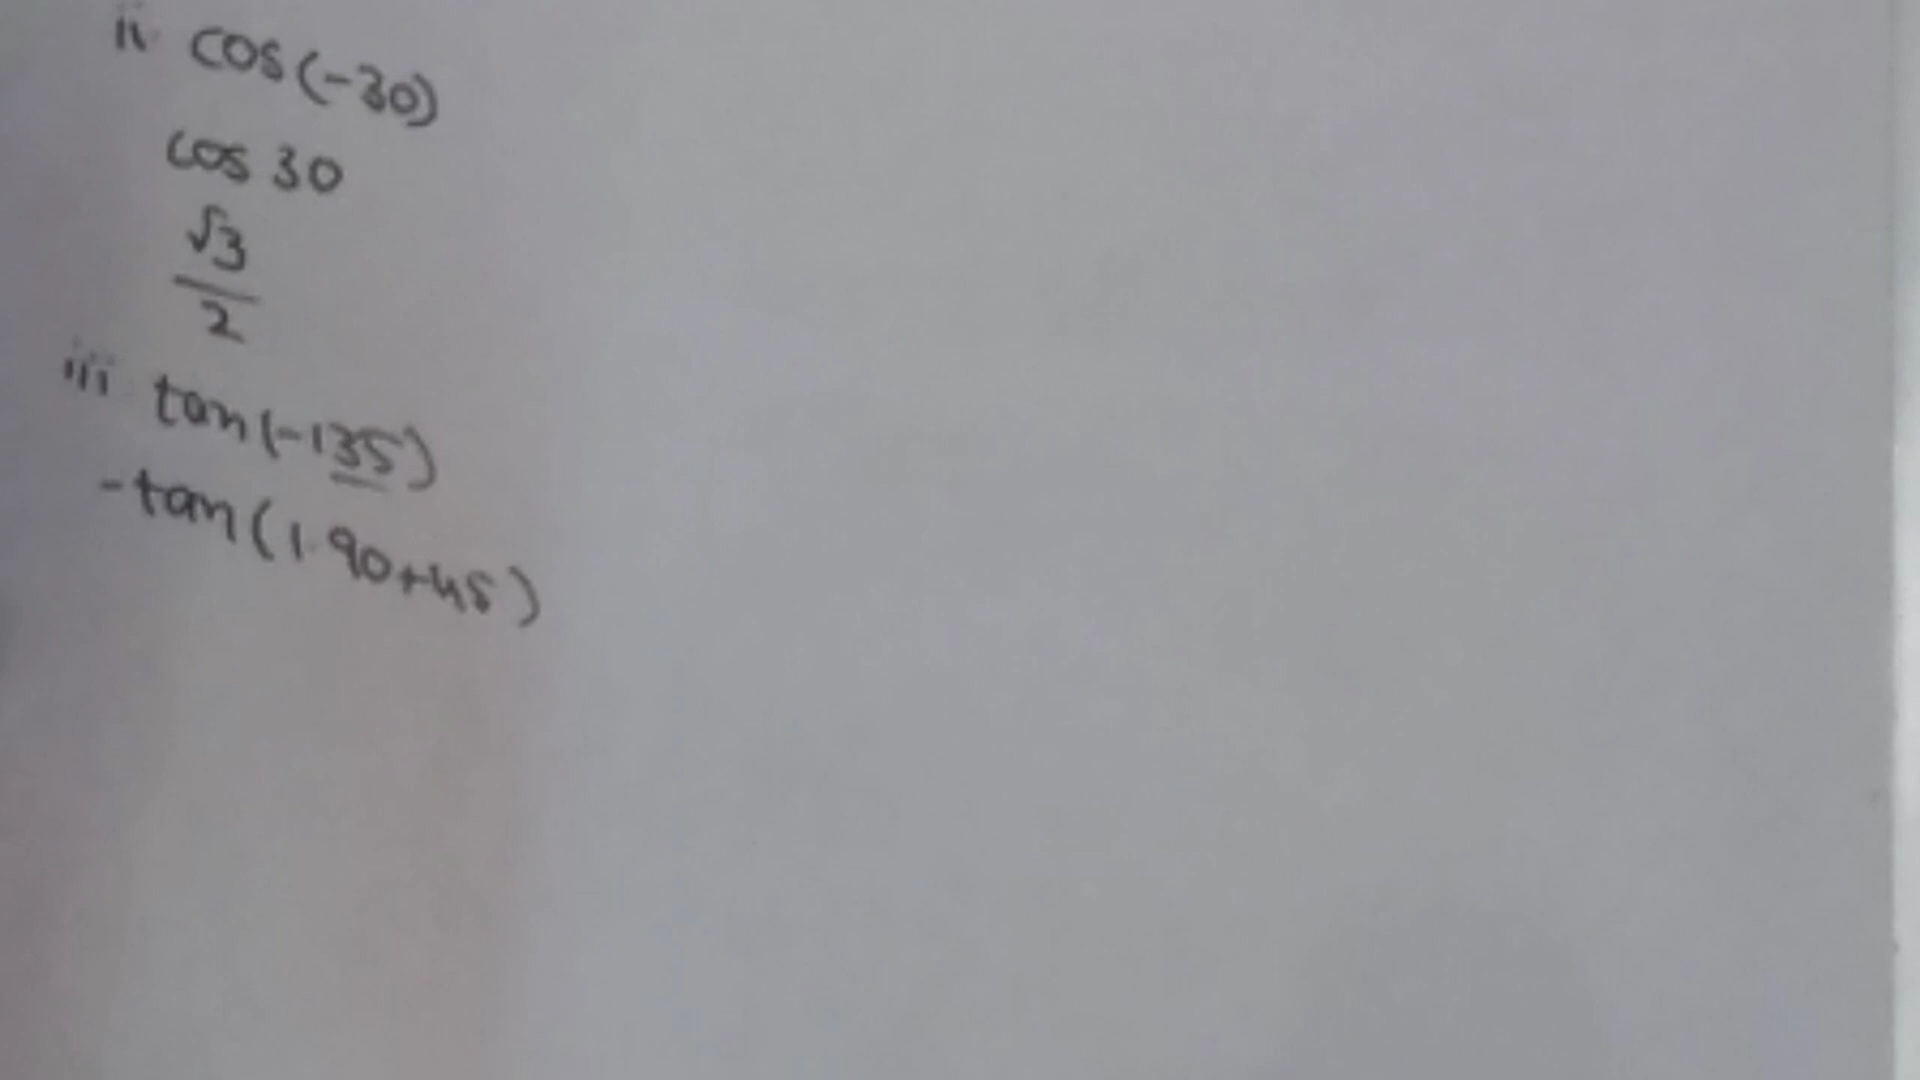 ii cos(-30)
cos 30
√3
2
iii tan(-135)
-tan(1.90+45)